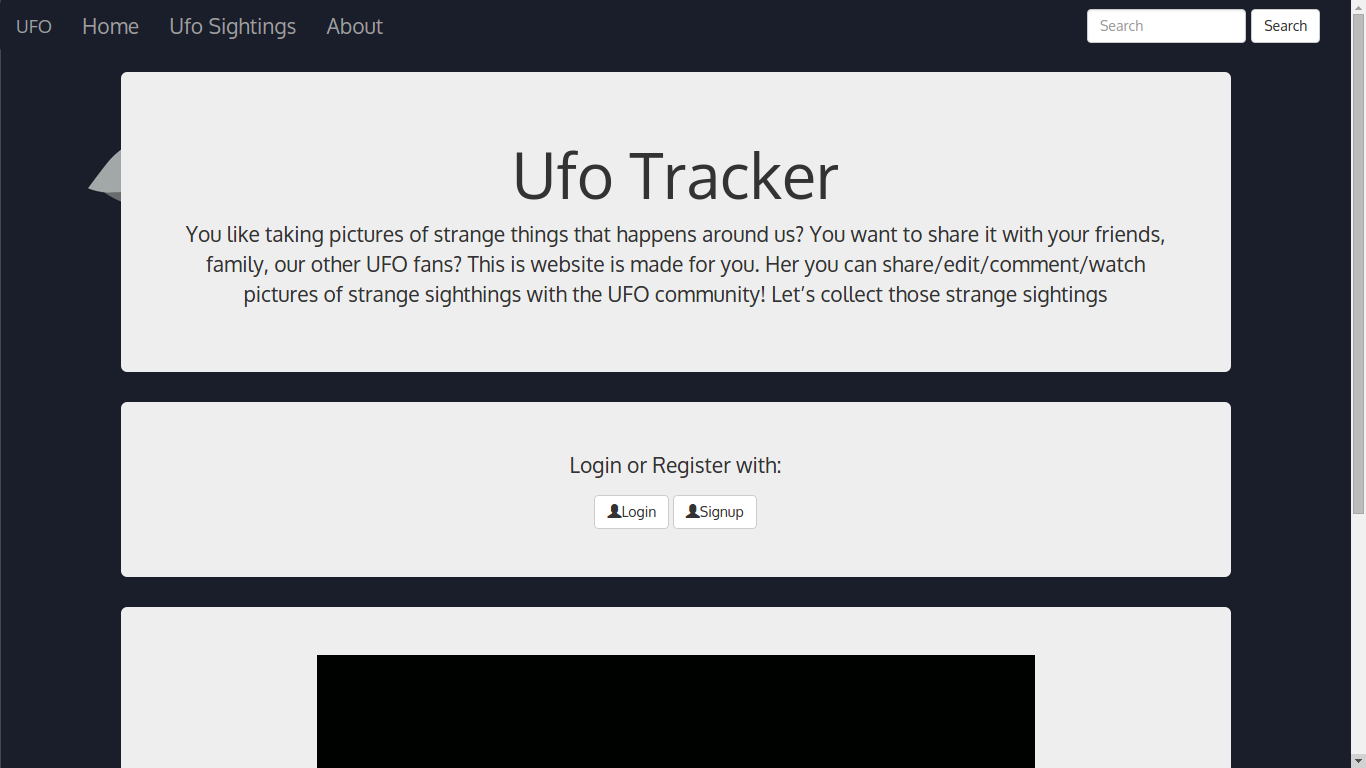 UFO Home Ufo Sightings About Search Search
Ufo Tracker
You like taking pictures of strange things that happens around us? You want to share it with your friends,
family, our other UFO fans? This is website is made for you. Her you can share/edit/comment/watch
pictures of strange sighthings with the UFO community! Let’s collect those strange sightings
Login or Register with:
Login Signup